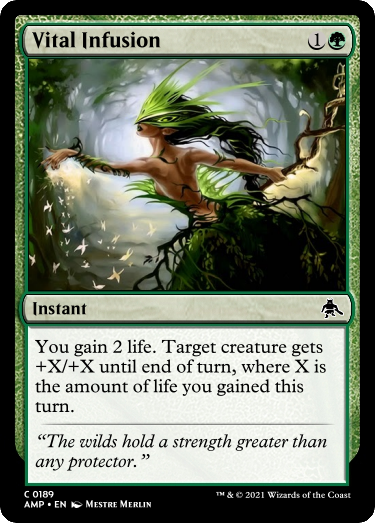 Vital Infusion 1
Instant
You gain 2 life. Target creature gets
+X/+X until end of turn, where X is
the amount of life you gained this
turn.
“The wilds hold a strength greater than
any protector.”
C 0189
AMP • EN Mestre Merlin
™ & © 2021 Wizards of the Coast